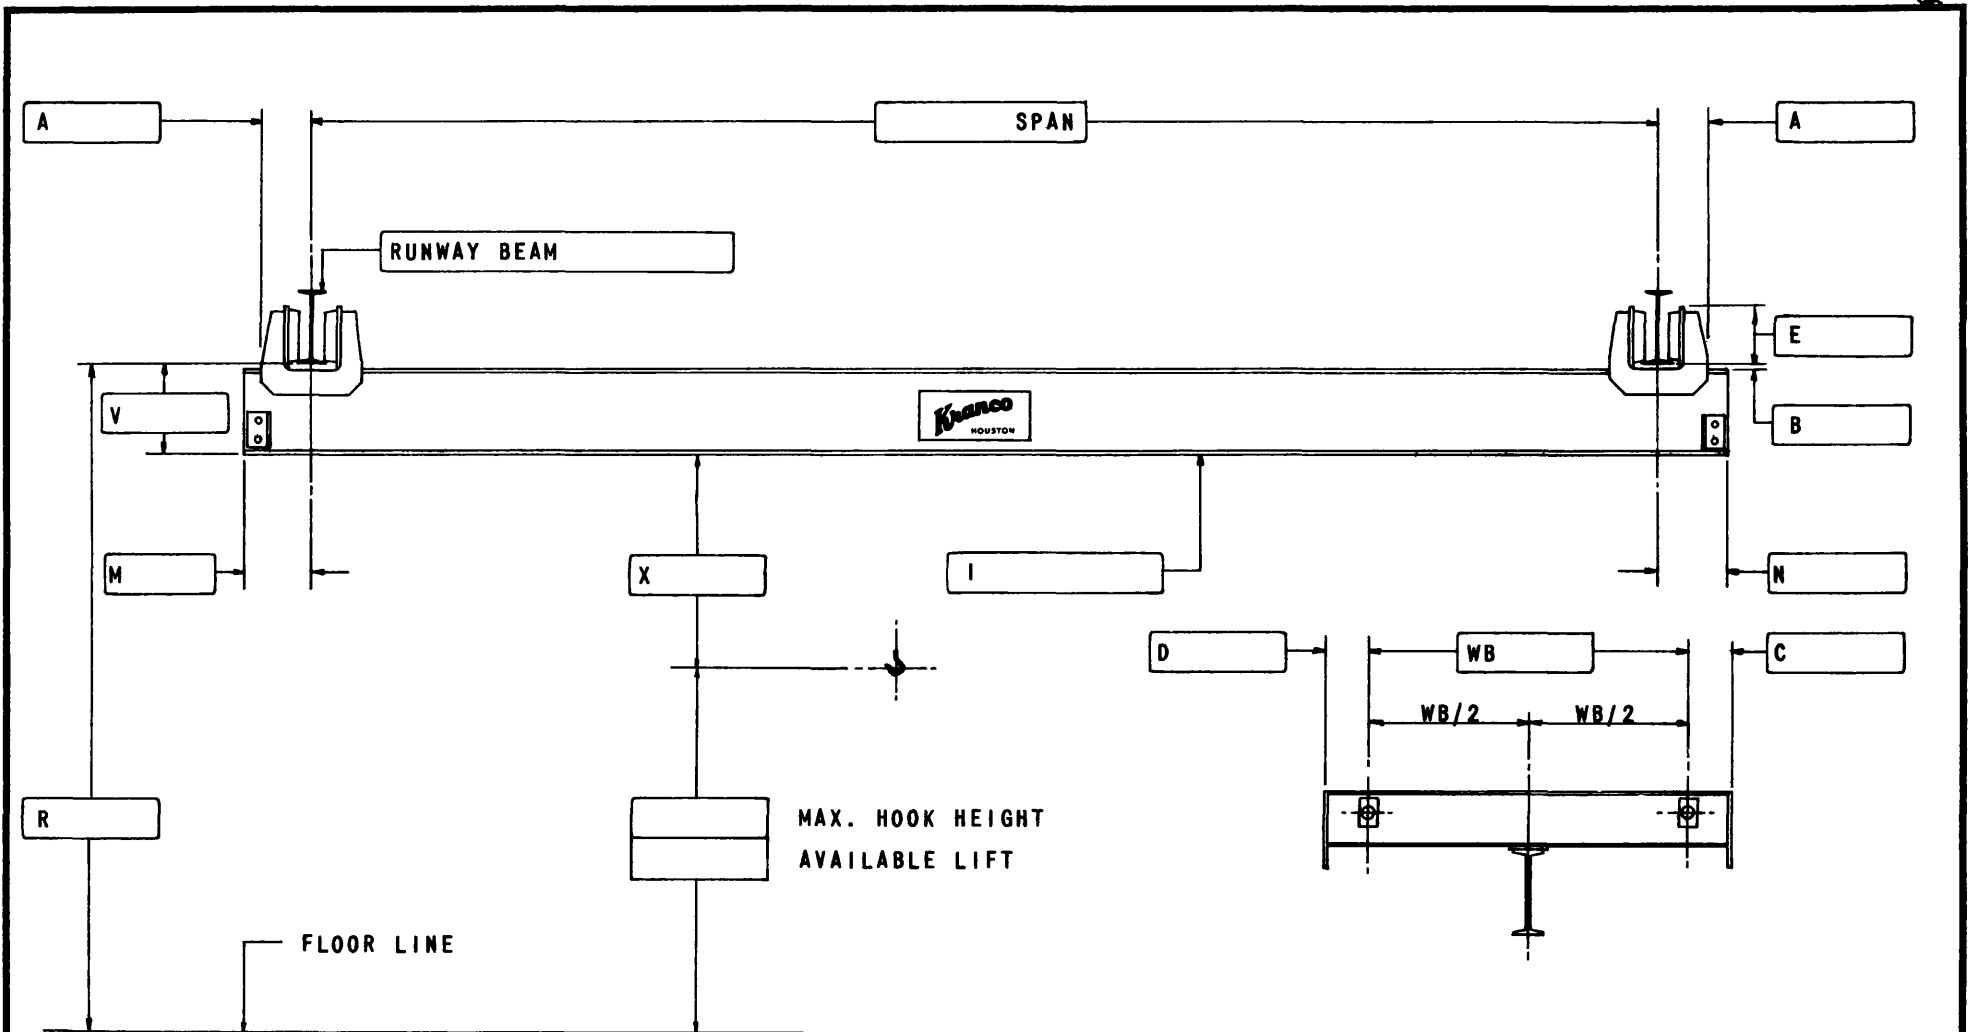 A
SPAN
A
RUNWAY BEAM
E
V
Kranco
HOUSTON
B
M
X
I
N
D
WB
C
WB/2
WB/2
R
MAX. HOOK HEIGHT
AVAILABLE LIFT
FLOOR LINE